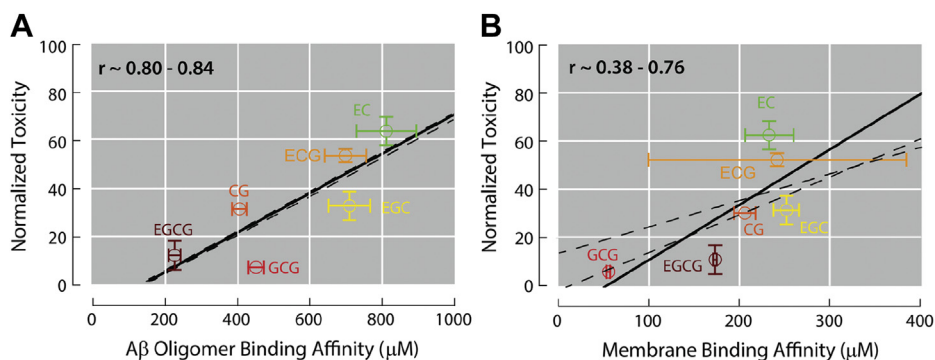 A
B
100
80
60
40
20
0
Normalized Toxicity
r ~ 0.80 - 0.84
EC
ECG
CG
EGC
EGCG
GCG
0
200
400
600
800
1000
Aβ Oligomer Binding Affinity (μM)
100
80
60
40
20
0
Normalized Toxicity
r ~ 0.38 - 0.76
EC
ECG
CG
EGC
GCG
EGCG
0
100
200
300
400
Membrane Binding Affinity (μM)